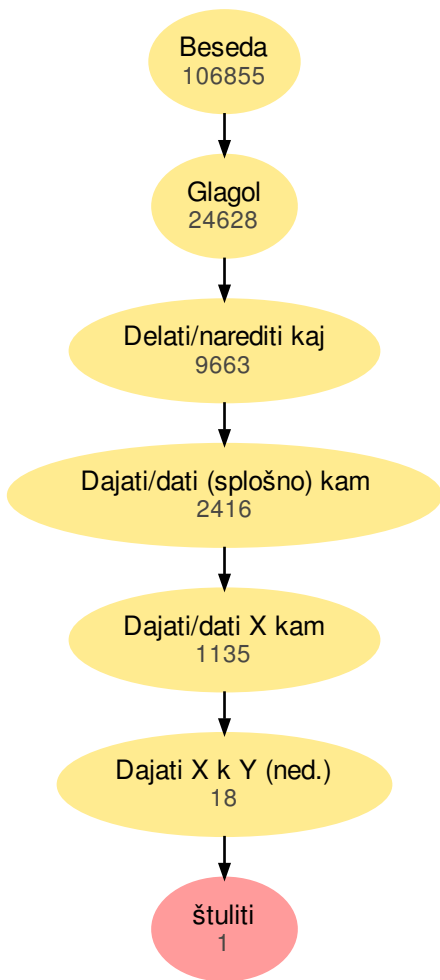 Beseda
106855
Glagol
24628
Delati/narediti kaj
9663
Dajati/dati (splošno) kam
2416
Dajati/dati X kam
1135
Dajati X k Y (ned.)
18
štuliti
1